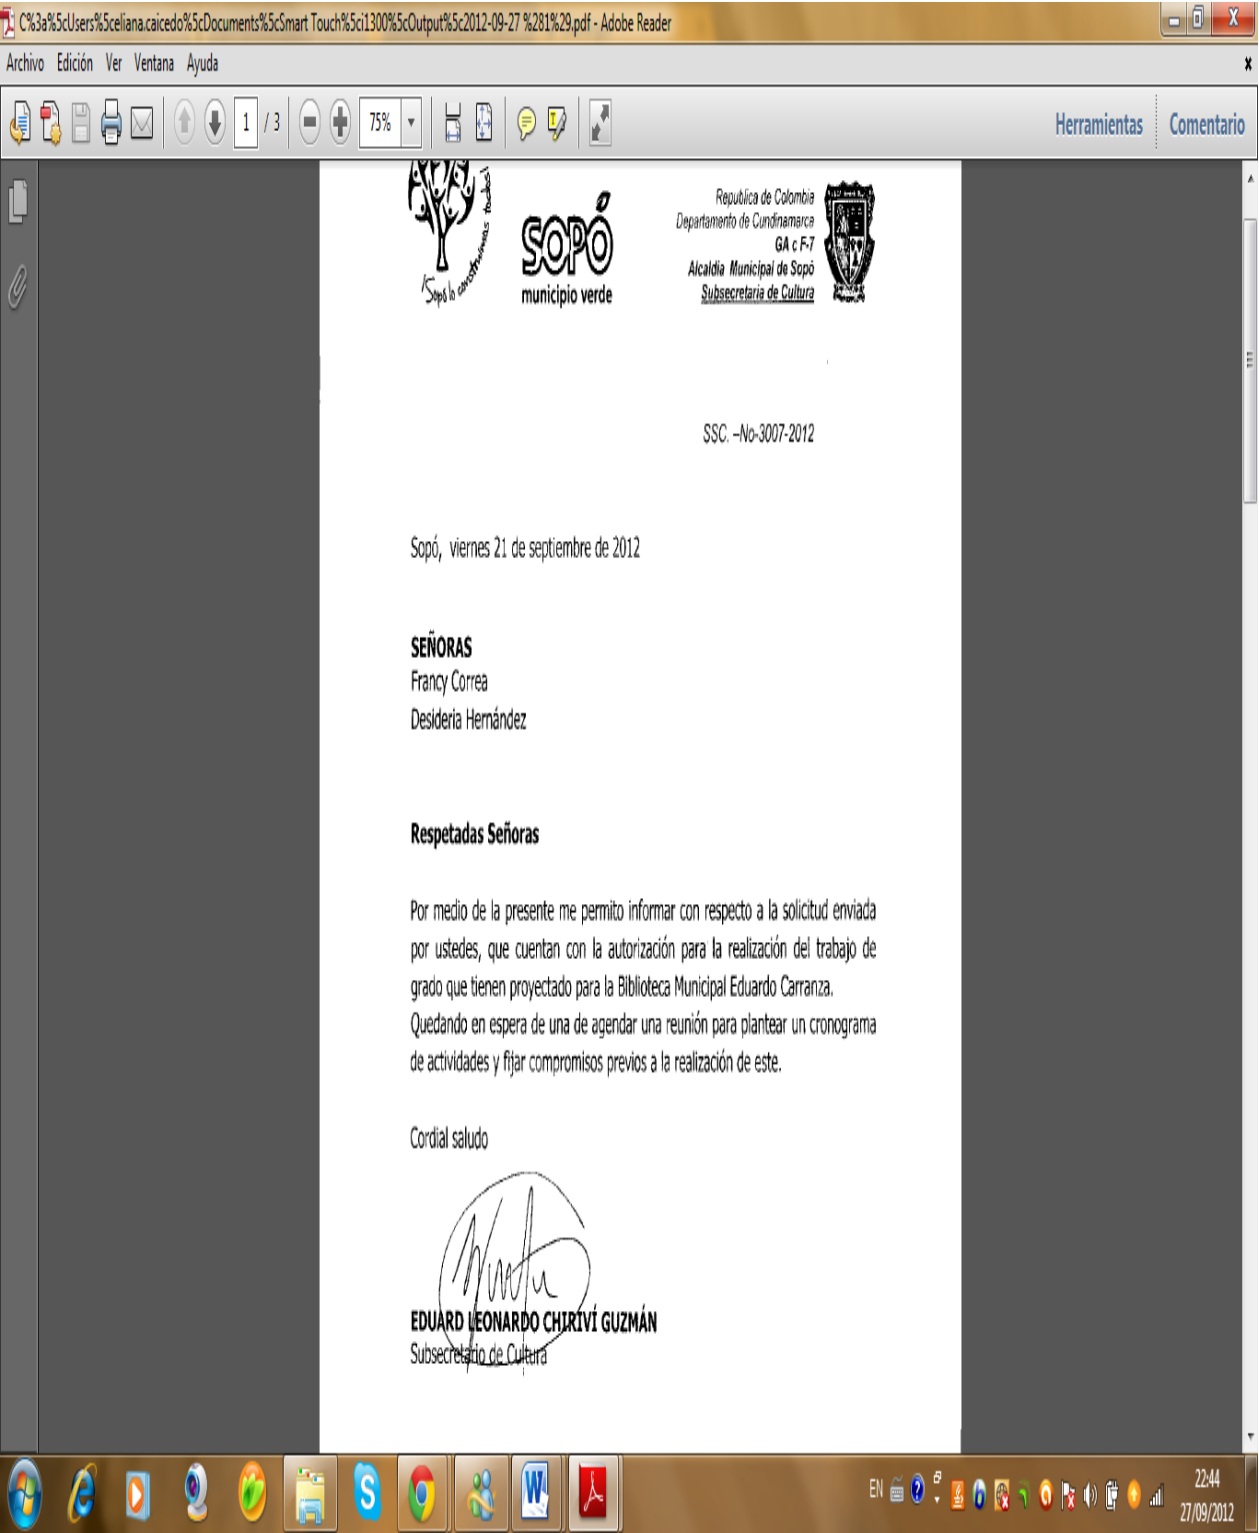 C%3a%5cUsers%5celiana.caicedo%5cDocuments%5cSmart Touch%5ci1300%5cOutput%5c2012-09-27 %281%29.pdf - Adobe Reader
Archivo Edición Ver Ventana Ayuda
1 / 3 75% Herramientas Comentario
¡Sopó lo construimos todos!
SOPÓ
municipio verde
Republica de Colombia
Departamento de Cundinamarca
GA c F-7
Alcaldía Municipal de Sopó
Subsecretaria de Cultura
SSC. –No-3007-2012
Sopó, viernes 21 de septiembre de 2012
SEÑORAS
Francy Correa
Desideria Hernández
Respetadas Señoras
Por medio de la presente me permito informar con respecto a la solicitud enviada
por ustedes, que cuentan con la autorización para la realización del trabajo de
grado que tienen proyectado para la Biblioteca Municipal Eduardo Carranza.
Quedando en espera de una de agendar una reunión para plantear un cronograma
de actividades y fijar compromisos previos a la realización de este.
Cordial saludo
EDUARD LEONARDO CHIRIVÍ GUZMÁN
Subsecretario de Cultura
EN
22:44
27/09/2012